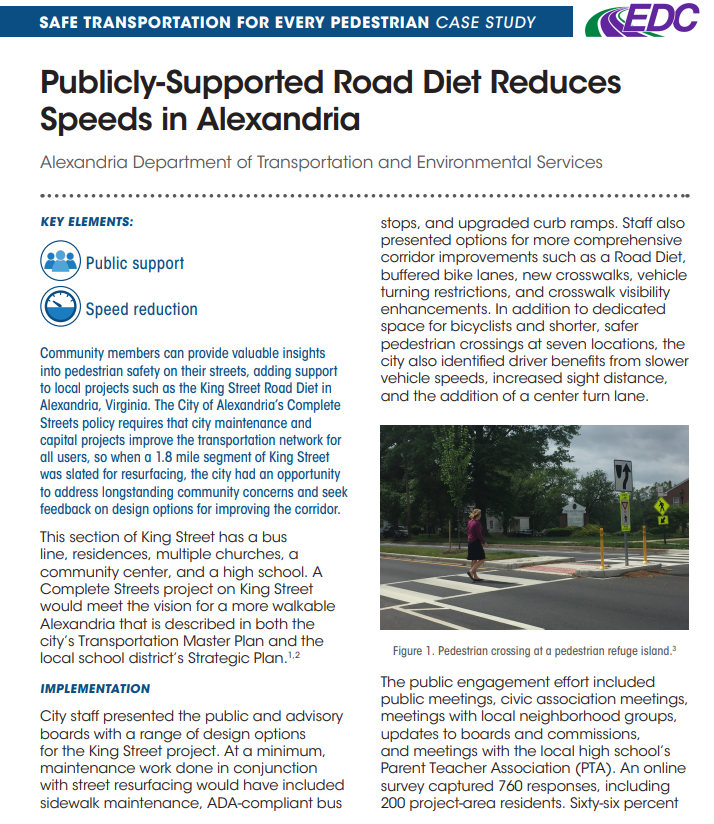 SAFE TRANSPORTATION FOR EVERY PEDESTRIAN CASE STUDY
EDC
Publicly-Supported Road Diet Reduces
Speeds in Alexandria
Alexandria Department of Transportation and Environmental Services
KEY ELEMENTS:
Public support
Speed reduction
Community members can provide valuable insights
into pedestrian safety on their streets, adding support
to local projects such as the King Street Road Diet in
Alexandria, Virginia. The City of Alexandria's Complete
Streets policy requires that city maintenance and
capital projects improve the transportation network for
all users, so when a 1.8 mile segment of King Street
was slated for resurfacing, the city had an opportunity
to address longstanding community concerns and seek
feedback on design options for improving the corridor.
This section of King Street has a bus
line, residences, multiple churches, a
community center, and a high school. A
Complete Streets project on King Street
would meet the vision for a more walkable
Alexandria that is described in both the
city's Transportation Master Plan and the
local school district's Strategic Plan.1,2
IMPLEMENTATION
City staff presented the public and advisory
boards with a range of design options
for the King Street project. At a minimum,
maintenance work done in conjunction
with street resurfacing would have included
sidewalk maintenance, ADA-compliant bus
stops, and upgraded curb ramps. Staff also
presented options for more comprehensive
corridor improvements such as a Road Diet,
buffered bike lanes, new crosswalks, vehicle
turning restrictions, and crosswalk visibility
enhancements. In addition to dedicated
space for bicyclists and shorter, safer
pedestrian crossings at seven locations, the
city also identified driver benefits from slower
vehicle speeds, increased sight distance,
and the addition of a center turn lane.
Figure 1. Pedestrian crossing at a pedestrian refuge island.3
The public engagement effort included
public meetings, civic association meetings,
meetings with local neighborhood groups,
updates to boards and commissions,
and meetings with the local high school's
Parent Teacher Association (PTA). An online
survey captured 760 responses, including
200 project-area residents. Sixty-six percent